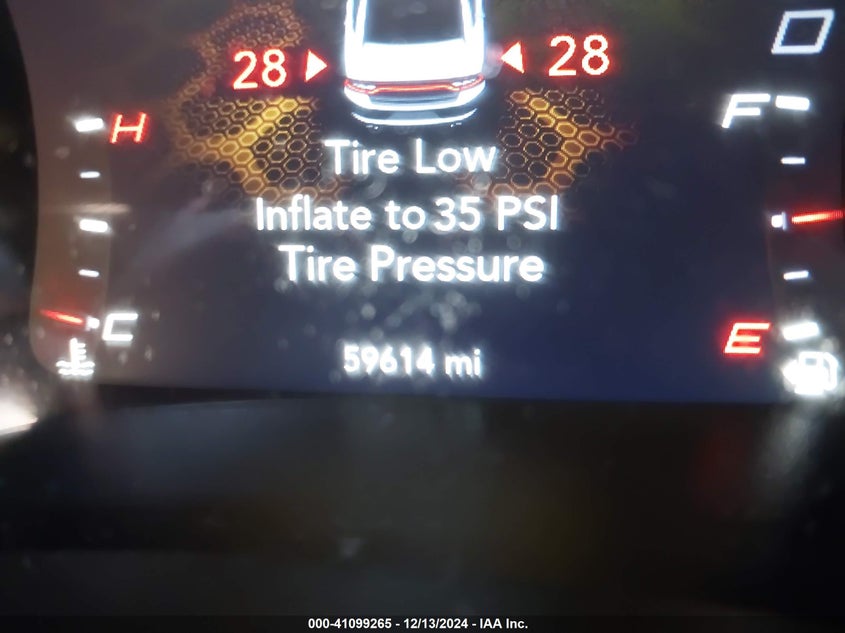 28 28
H F
Tire Low
Inflate to 35 PSI
Tire Pressure
C E
59614 mi
000-41099265 - 12/13/2024 - IAA Inc.